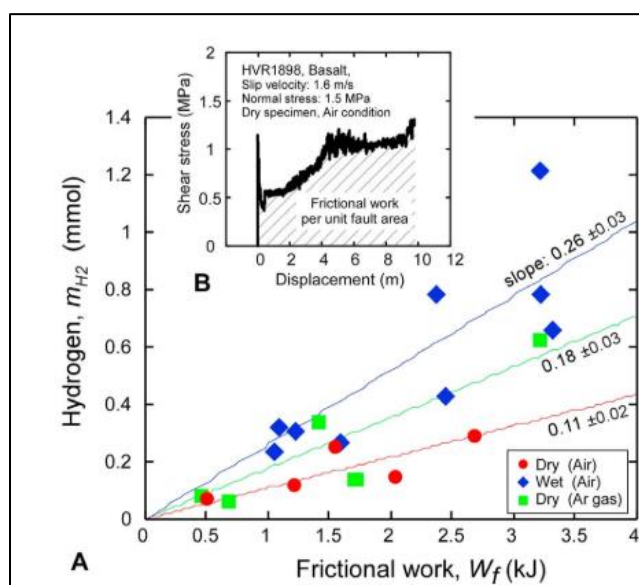 HVR1898, Basalt,
Slip velocity: 1.6 m/s
Normal stress: 1.5 MPa
Dry specimen, Air condition
2
1.5
1
0.5
0
Shear stress (MPa)
Frictional work
per unit fault area
0 2 4 6 8 10 12
Displacement (m)
B
1.4
1.2
1
0.8
0.6
0.4
0.2
0
Hydrogen, m_H2 (mmol)
slope: 0.26 ±0.03
0.18 ±0.03
0.11 ±0.02
Dry (Air)
Wet (Air)
Dry (Ar gas)
0 0.5 1 1.5 2 2.5 3 3.5 4
A
Frictional work, W_f (kJ)